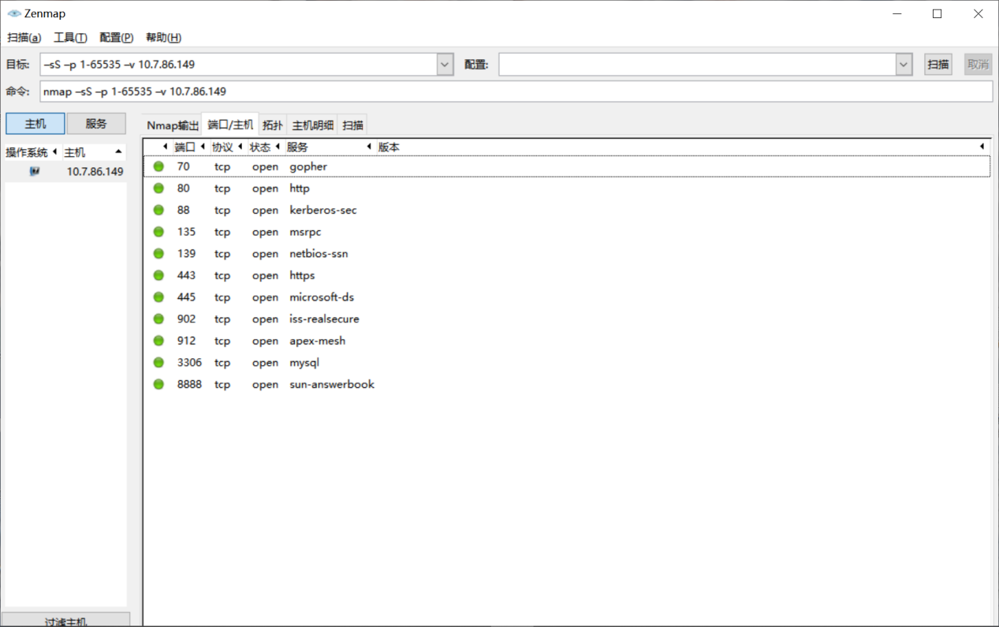 Zenmap
扫描(a) 工具(T) 配置(P) 帮助(H)
目标: –sS –p 1-65535 –v 10.7.86.149 配置: 扫描 取消
命令: nmap –sS –p 1-65535 –v 10.7.86.149
主机 服务
Nmap输出 端口/主机 拓扑 主机明细 扫描
操作系统 主机
10.7.86.149
端口 协议 状态 服务 版本
70 tcp open gopher
80 tcp open http
88 tcp open kerberos-sec
135 tcp open msrpc
139 tcp open netbios-ssn
443 tcp open https
445 tcp open microsoft-ds
902 tcp open iss-realsecure
912 tcp open apex-mesh
3306 tcp open mysql
8888 tcp open sun-answerbook
过滤主机